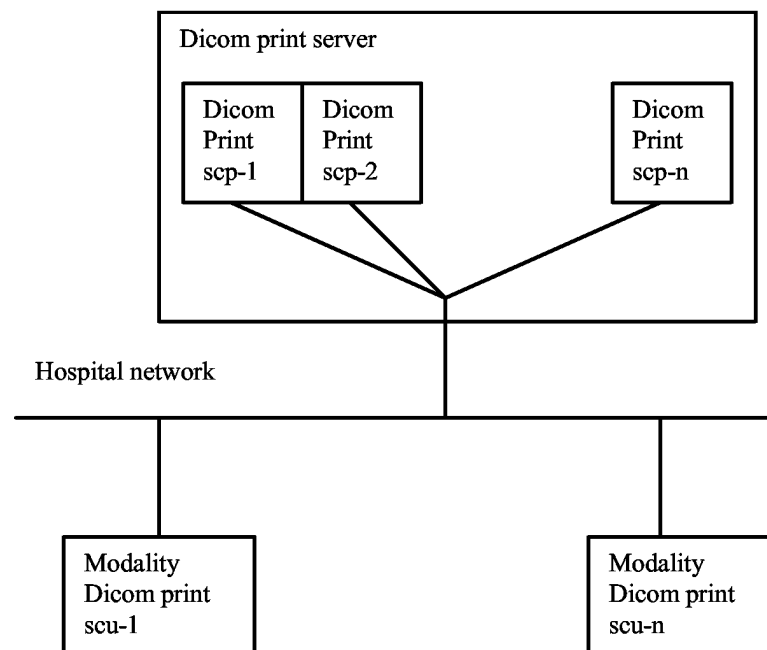 Dicom print server
Dicom
Print
scp-1
Dicom
Print
scp-2
Dicom
Print
scp-n
Hospital network
Modality
Dicom print
scu-1
Modality
Dicom print
scu-n